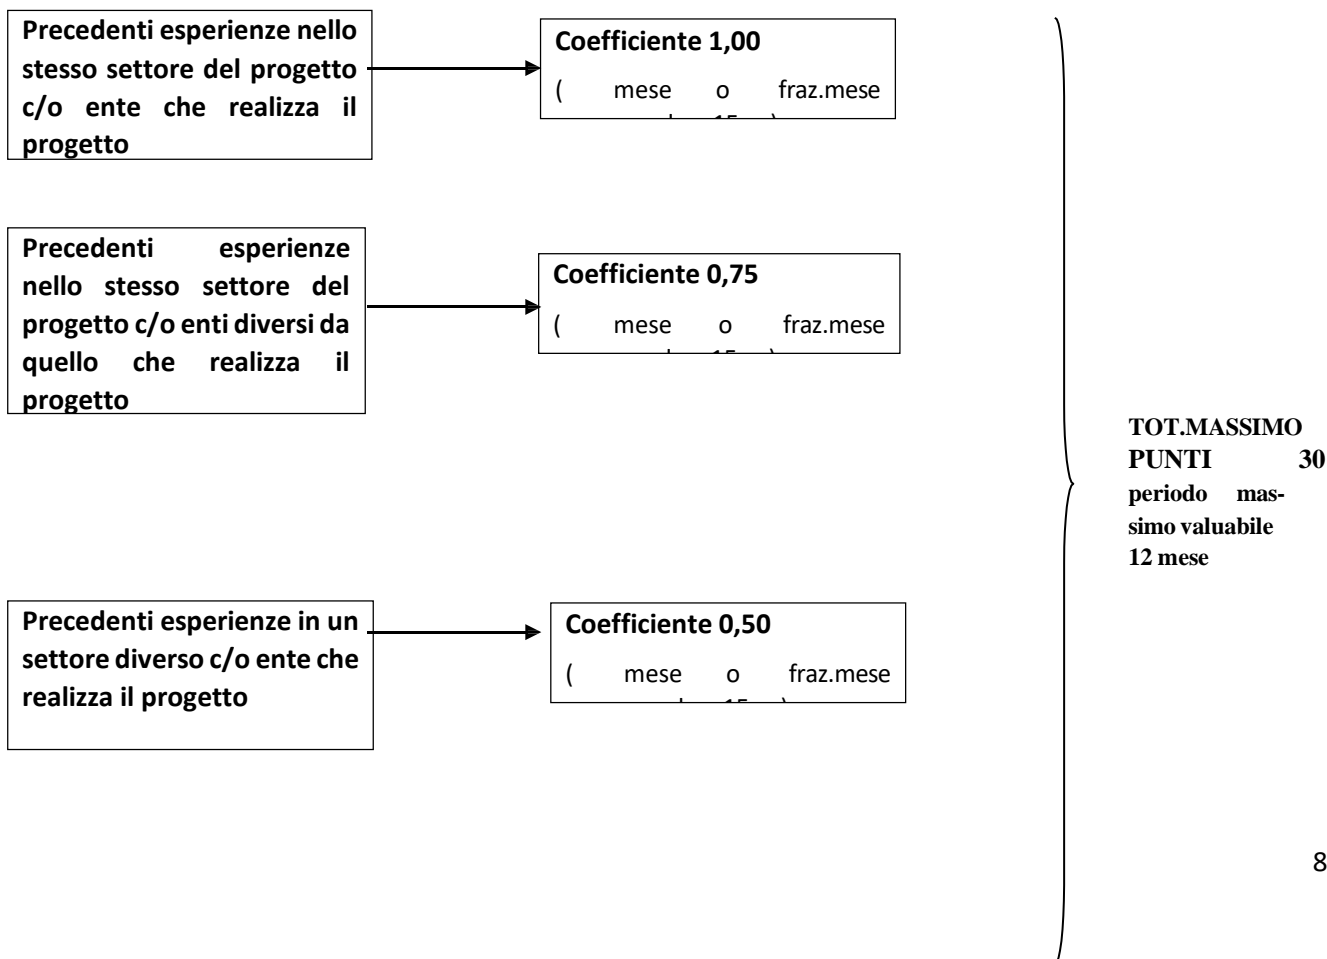 Precedenti esperienze nello
stesso settore del progetto
c/o ente che realizza il
progetto
Coefficiente 1,00
( mese o fraz.mese
Precedenti esperienze
nello stesso settore del
progetto c/o enti diversi da
quello che realizza il
progetto
Coefficiente 0,75
( mese o fraz.mese
TOT.MASSIMO
PUNTI 30
periodo mas-
simo valuabile
12 mese
Precedenti esperienze in un
settore diverso c/o ente che
realizza il progetto
Coefficiente 0,50
( mese o fraz.mese
8